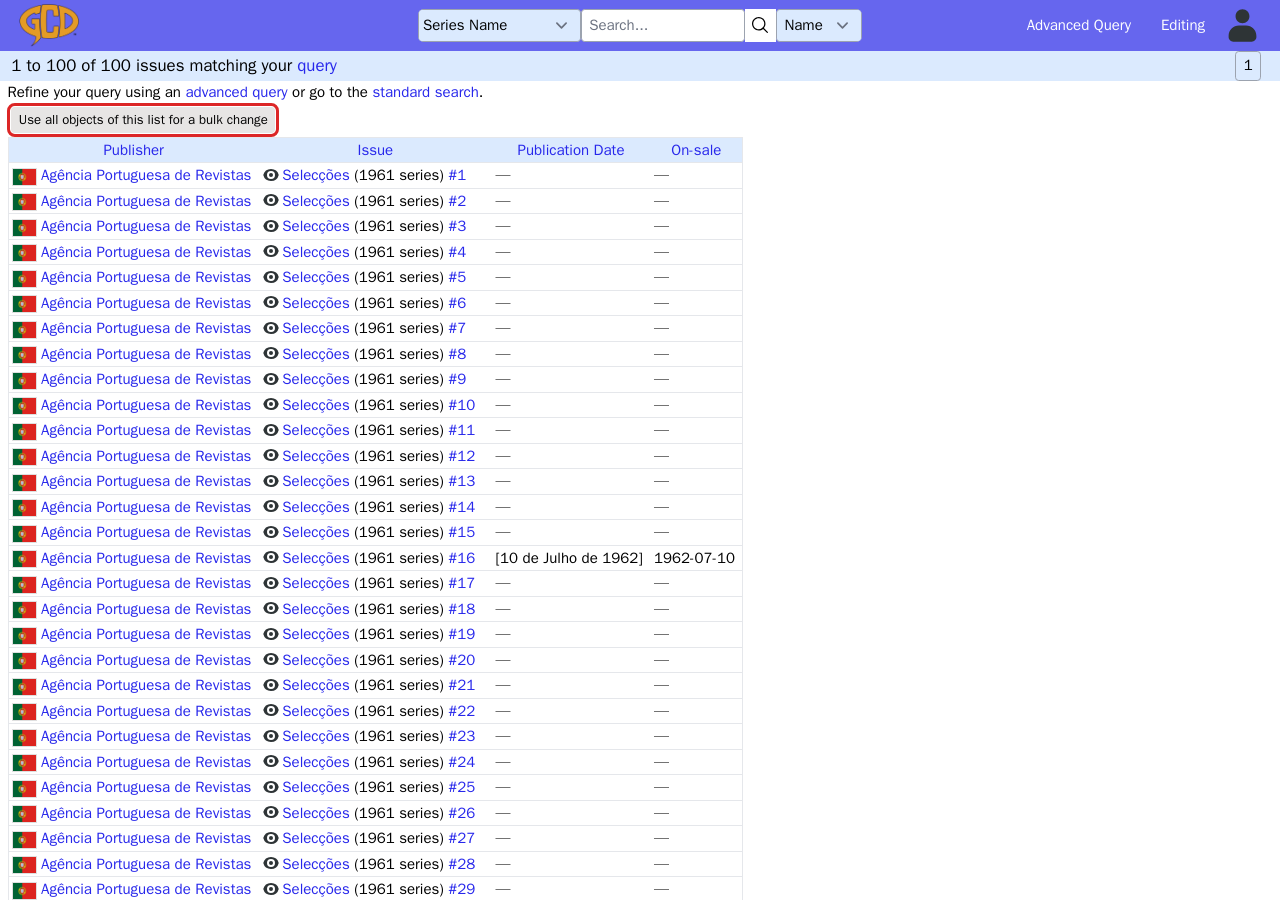 GCD
Series Name Search... Name Advanced Query Editing
1 to 100 of 100 issues matching your query 1
Refine your query using an advanced query or go to the standard search.
Use all objects of this list for a bulk change
Publisher Issue Publication Date On-sale
Agência Portuguesa de Revistas Selecções (1961 series) #1 — —
Agência Portuguesa de Revistas Selecções (1961 series) #2 — —
Agência Portuguesa de Revistas Selecções (1961 series) #3 — —
Agência Portuguesa de Revistas Selecções (1961 series) #4 — —
Agência Portuguesa de Revistas Selecções (1961 series) #5 — —
Agência Portuguesa de Revistas Selecções (1961 series) #6 — —
Agência Portuguesa de Revistas Selecções (1961 series) #7 — —
Agência Portuguesa de Revistas Selecções (1961 series) #8 — —
Agência Portuguesa de Revistas Selecções (1961 series) #9 — —
Agência Portuguesa de Revistas Selecções (1961 series) #10 — —
Agência Portuguesa de Revistas Selecções (1961 series) #11 — —
Agência Portuguesa de Revistas Selecções (1961 series) #12 — —
Agência Portuguesa de Revistas Selecções (1961 series) #13 — —
Agência Portuguesa de Revistas Selecções (1961 series) #14 — —
Agência Portuguesa de Revistas Selecções (1961 series) #15 — —
Agência Portuguesa de Revistas Selecções (1961 series) #16 [10 de Julho de 1962] 1962-07-10
Agência Portuguesa de Revistas Selecções (1961 series) #17 — —
Agência Portuguesa de Revistas Selecções (1961 series) #18 — —
Agência Portuguesa de Revistas Selecções (1961 series) #19 — —
Agência Portuguesa de Revistas Selecções (1961 series) #20 — —
Agência Portuguesa de Revistas Selecções (1961 series) #21 — —
Agência Portuguesa de Revistas Selecções (1961 series) #22 — —
Agência Portuguesa de Revistas Selecções (1961 series) #23 — —
Agência Portuguesa de Revistas Selecções (1961 series) #24 — —
Agência Portuguesa de Revistas Selecções (1961 series) #25 — —
Agência Portuguesa de Revistas Selecções (1961 series) #26 — —
Agência Portuguesa de Revistas Selecções (1961 series) #27 — —
Agência Portuguesa de Revistas Selecções (1961 series) #28 — —
Agência Portuguesa de Revistas Selecções (1961 series) #29 — —